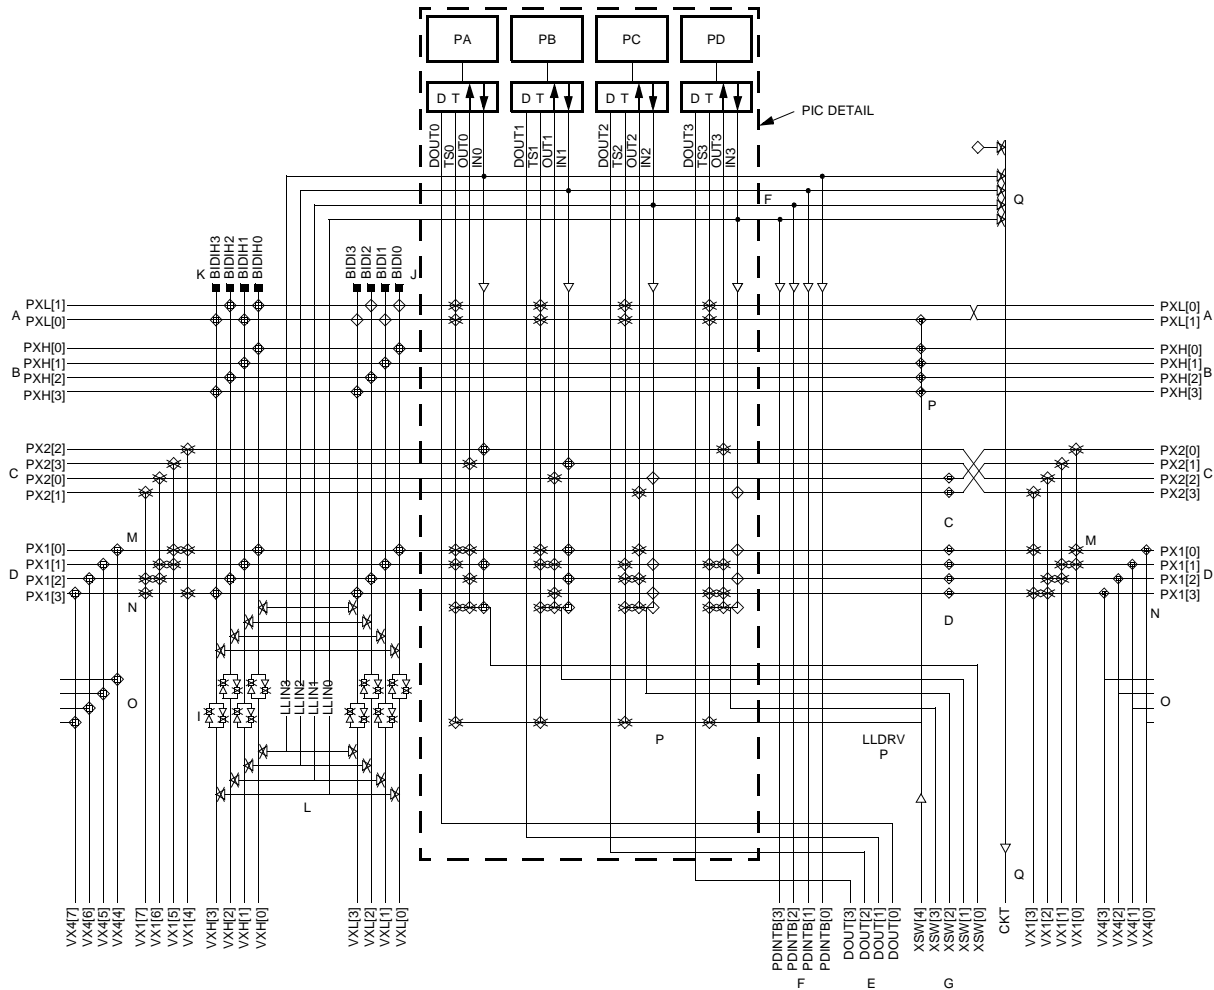 PA PB PC PD
D T D T D T D T
PIC DETAIL
DOUT0 TS0 OUT0 IN0 DOUT1 TS1 OUT1 IN1 DOUT2 TS2 OUT2 IN2 DOUT3 TS3 OUT3 IN3
F Q
K BIDIH3 BIDIH2 BIDIH1 BIDIH0 BIDI3 BIDI2 BIDI1 BIDI0 J
PXL[1] PXL[0]
A A
PXL[0] PXL[1]
PXH[0] PXH[0]
PXH[1] PXH[1]
B B
PXH[2] PXH[2]
PXH[3] PXH[3]
P
PX2[2] PX2[0]
PX2[3] PX2[1]
C C
PX2[0] PX2[2]
PX2[1] PX2[3]
C
M M
PX1[0] PX1[0]
PX1[1] PX1[1]
D D
PX1[2] PX1[2]
PX1[3] PX1[3]
N D N
O LLIN3 LLIN2 LLIN1 LLIN0 O
I
P LLDRV
P
L
Q
VX4[7] VX4[6] VX4[5] VX4[4] VX1[7] VX1[6] VX1[5] VX1[4] VXH[3] VXH[2] VXH[1] VXH[0] VXL[3] VXL[2] VXL[1] VXL[0] PDINTB[3] PDINTB[2] PDINTB[1] PDINTB[0] DOUT[3] DOUT[2] DOUT[1] DOUT[0] XSW[4] XSW[3] XSW[2] XSW[1] XSW[0] CKT VX1[3] VX1[2] VX1[1] VX1[0] VX4[3] VX4[2] VX4[1] VX4[0]
F E G